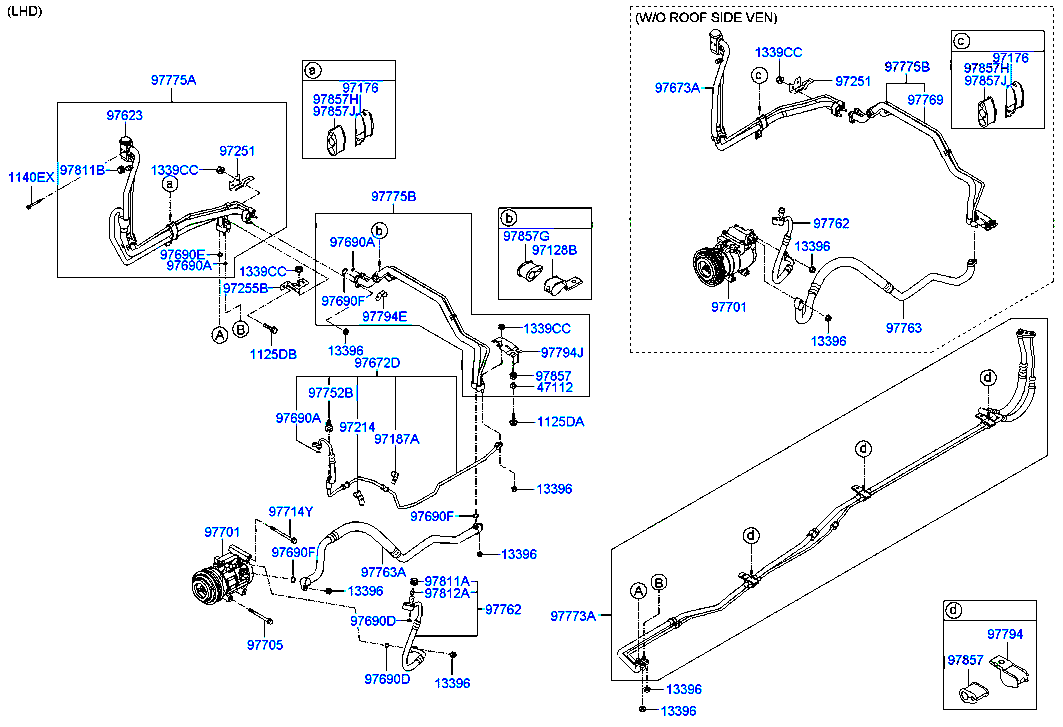 (LHD)
(W/O ROOF SIDE VEN)
97775A
a
97176
97857H
97857J
97623
97251
97811B
1339CC
a
1140EX
97690E
97690A
1339CC
97255B
A
B
1125DB
97775B
97690A
b
97690F
97794E
13396
b
97857G
97128B
1339CC
97794J
97857
47112
1125DA
97672D
97752B
97690A
97214
97187A
13396
97690F
13396
97714Y
97701
97690F
97763A
13396
97705
97811A
97812A
97762
97690D
97690D
13396
1339CC
97673A
c
97251
97775B
97769
c
97176
97857H
97857J
97762
13396
97701
13396
97763
d
d
d
A
B
97773A
13396
13396
d
97794
97857